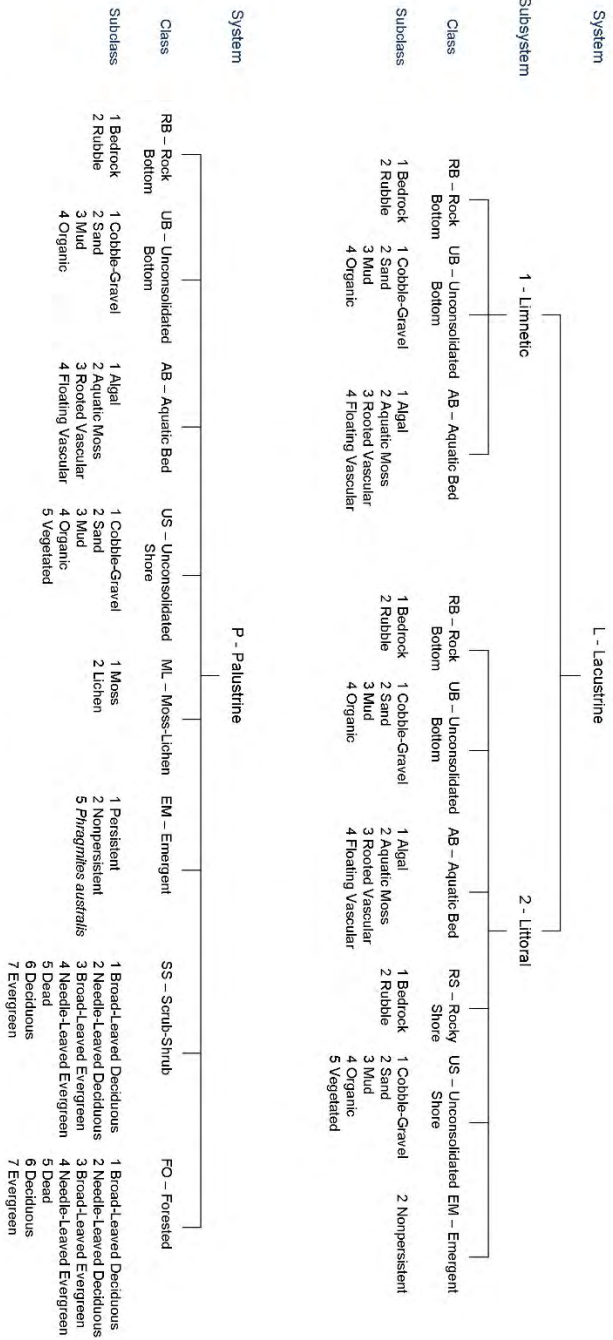 System
L - Lacustrine
Subsystem
1 - Limnetic
2 - Littoral
Class
RB – Rock
Bottom
UB – Unconsolidated
Bottom
AB – Aquatic Bed
RB – Rock
Bottom
UB – Unconsolidated
Bottom
AB – Aquatic Bed
RS – Rocky
Shore
US – Unconsolidated
Shore
EM – Emergent
Subclass
1 Bedrock
2 Rubble
1 Cobble-Gravel
2 Sand
3 Mud
4 Organic
1 Algal
2 Aquatic Moss
3 Rooted Vascular
4 Floating Vascular
1 Bedrock
2 Rubble
1 Cobble-Gravel
2 Sand
3 Mud
4 Organic
1 Algal
2 Aquatic Moss
3 Rooted Vascular
4 Floating Vascular
1 Bedrock
2 Rubble
1 Cobble-Gravel
2 Sand
3 Mud
4 Organic
5 Vegetated
2 Nonpersistent
System
P - Palustrine
Class
RB – Rock
Bottom
UB – Unconsolidated
Bottom
AB – Aquatic Bed
US – Unconsolidated
Shore
ML – Moss-Lichen
EM – Emergent
SS – Scrub-Shrub
FO – Forested
Subclass
1 Bedrock
2 Rubble
1 Cobble-Gravel
2 Sand
3 Mud
4 Organic
1 Algal
2 Aquatic Moss
3 Rooted Vascular
4 Floating Vascular
1 Cobble-Gravel
2 Sand
3 Mud
4 Organic
5 Vegetated
1 Moss
2 Lichen
1 Persistent
2 Nonpersistent
5 Phragmites australis
1 Broad-Leaved Deciduous
2 Needle-Leaved Deciduous
3 Broad-Leaved Evergreen
4 Needle-Leaved Evergreen
5 Dead
6 Deciduous
7 Evergreen
1 Broad-Leaved Deciduous
2 Needle-Leaved Deciduous
3 Broad-Leaved Evergreen
4 Needle-Leaved Evergreen
5 Dead
6 Deciduous
7 Evergreen